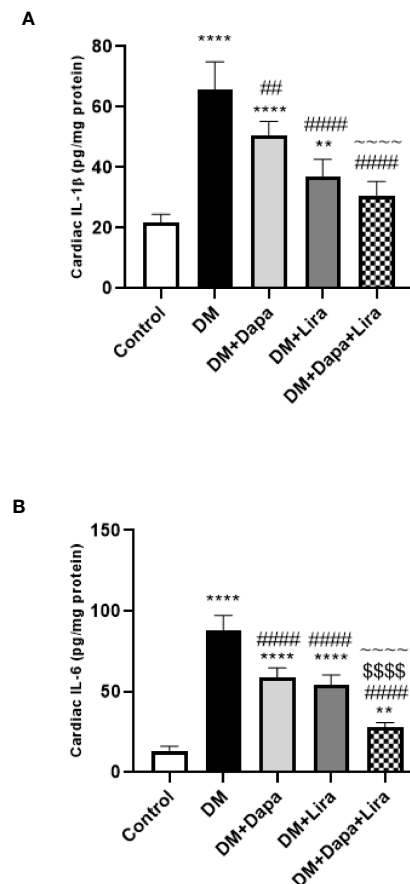 A
Cardiac IL-1β (pg/mg protein)
80
60
40
20
0
****
##
****
####
**
~~~~
####
Control
DM
DM+Dapa
DM+Lira
DM+Dapa+Lira
B
Cardiac IL-6 (pg/mg protein)
150
100
50
0
****
####
****
####
****
~~~~
$$$$
####
**
Control
DM
DM+Dapa
DM+Lira
DM+Dapa+Lira